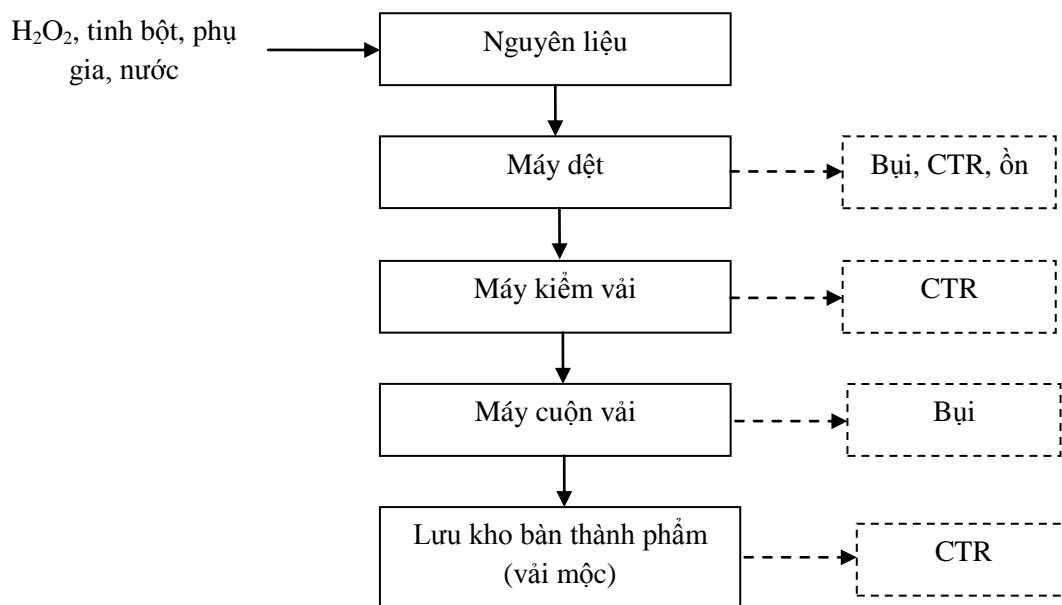 H₂O₂, tinh bột, phụ
gia, nước
Nguyên liệu
Máy dệt
Bụi, CTR, ồn
Máy kiểm vải
CTR
Máy cuộn vải
Bụi
Lưu kho bàn thành phẩm
(vải mộc)
CTR